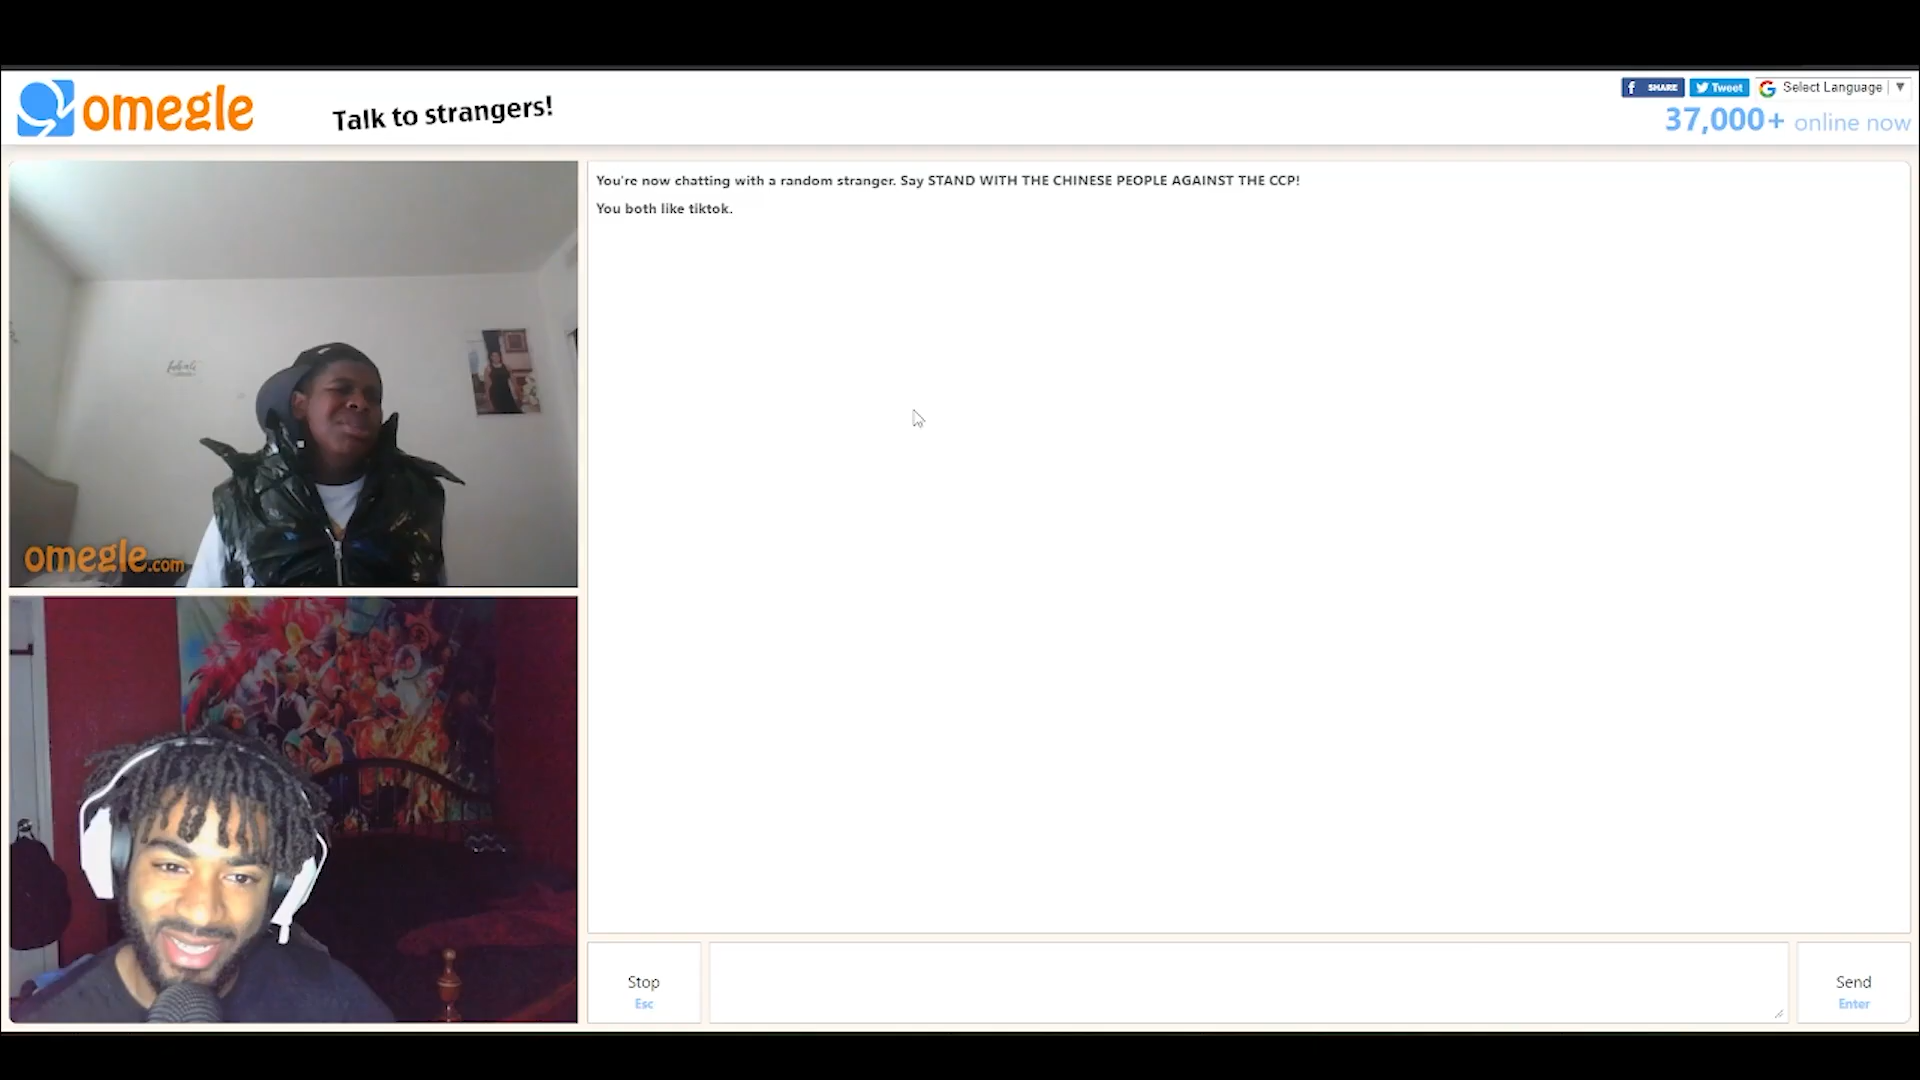 omegle
Talk to strangers!
f SHARE
Tweet
G Select Language ▼
37,000+ online now
You're now chatting with a random stranger. Say STAND WITH THE CHINESE PEOPLE AGAINST THE CCP!
You both like tiktok.
omegle.com
Stop
Esc
Send
Enter